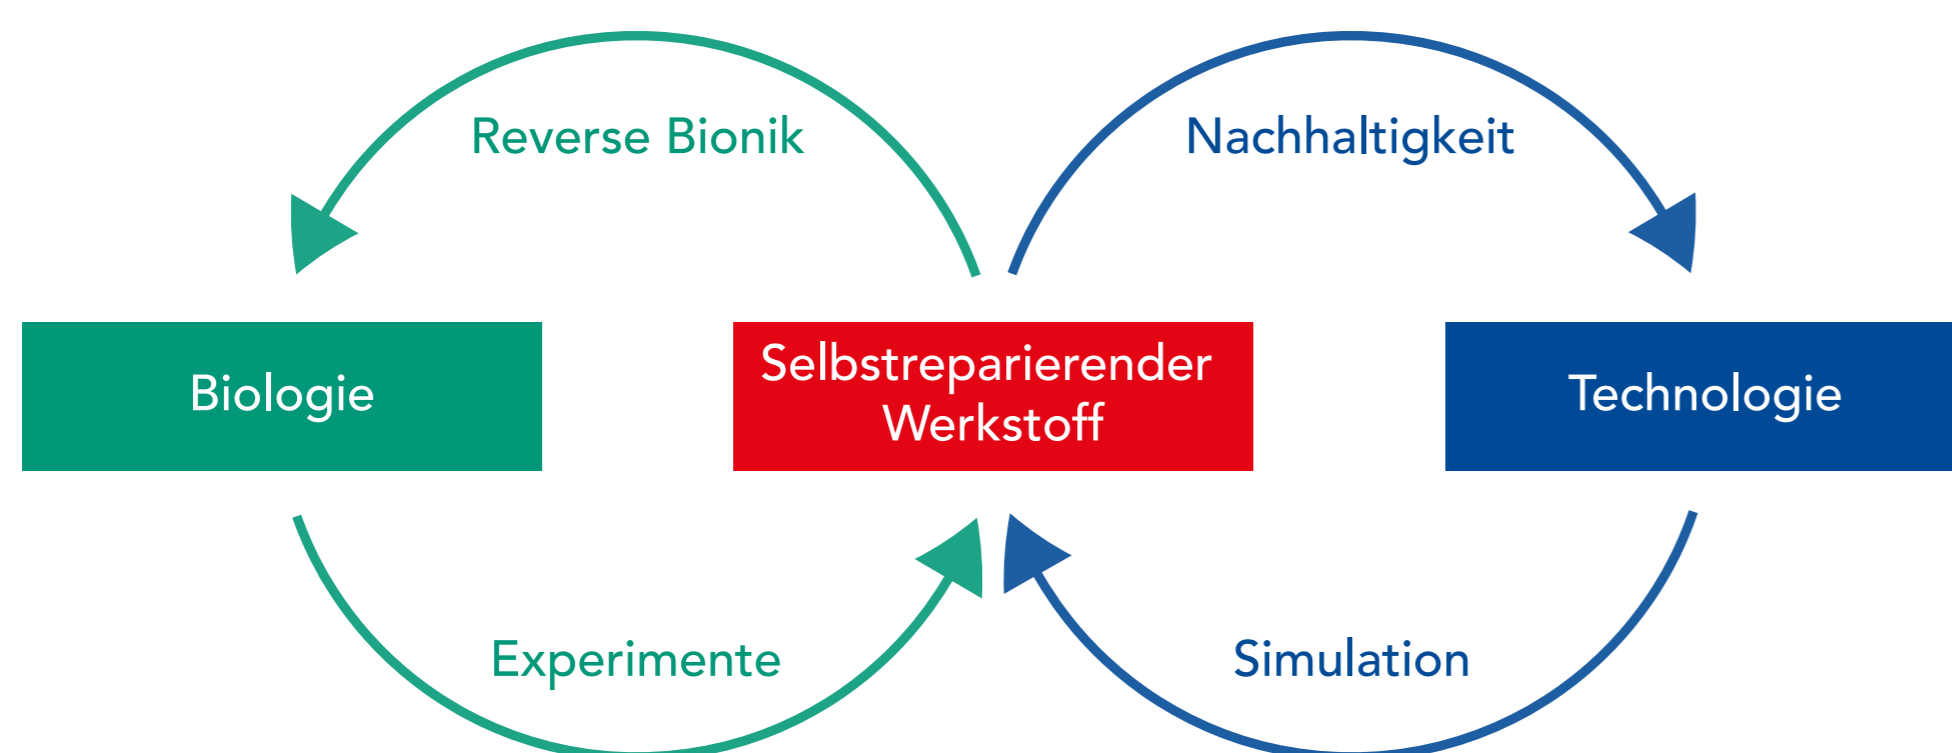 Reverse Bionik
Nachhaltigkeit
Biologie
Selbstreparierender
Werkstoff
Technologie
Experimente
Simulation